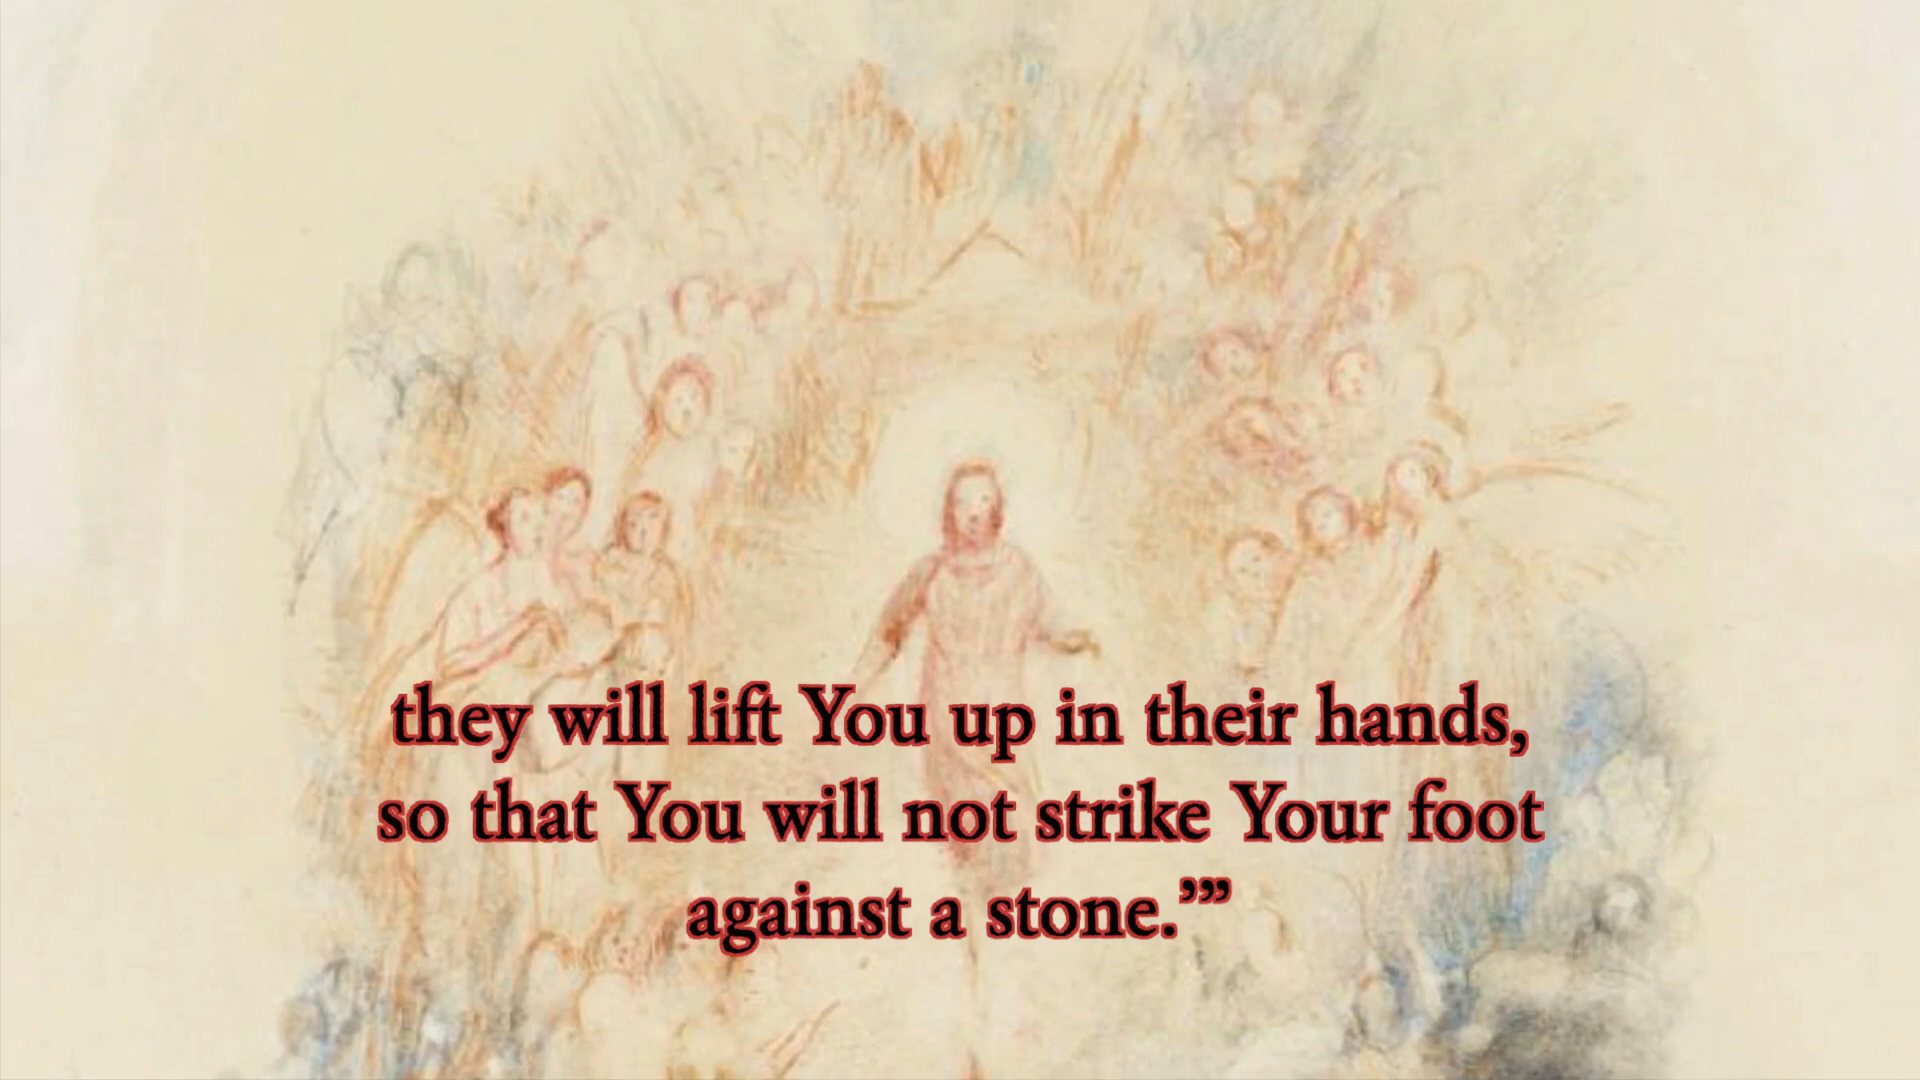 they will lift You up in their hands,
so that You will not strike Your foot
against a stone.’”